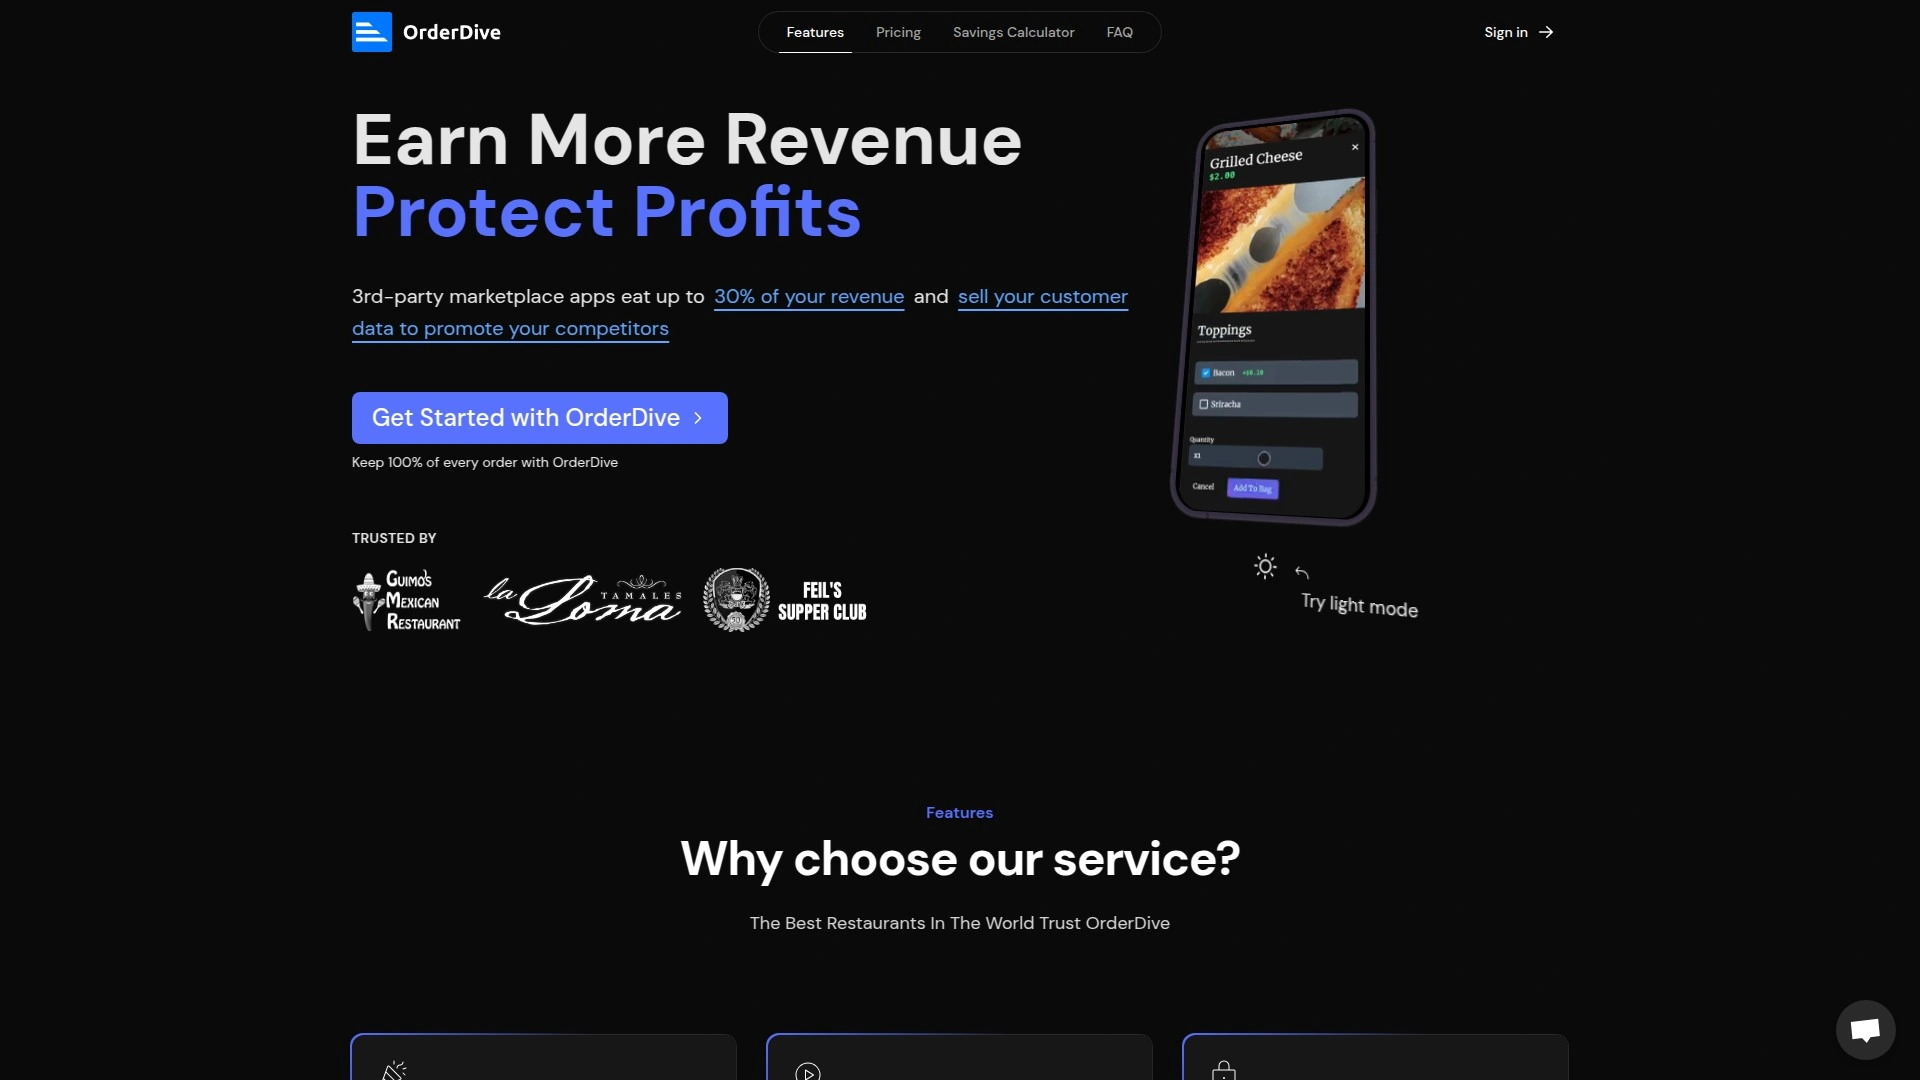 OrderDive
Features
Pricing
Savings Calculator
FAQ
Sign in
Earn More Revenue
Protect Profits
3rd-party marketplace apps eat up to 30% of your revenue and sell your customer
data to promote your competitors
Get Started with OrderDive
Keep 100% of every order with OrderDive
Grilled Cheese
$2.00
Toppings
Bacon
Sriracha
Quantity
x1
Cancel
Add To Bag
Try light mode
TRUSTED BY
Guimo's
Mexican
Restaurant
la Loma
TAMALES
FEIL'S
SUPPER CLUB
Features
Why choose our service?
The Best Restaurants In The World Trust OrderDive